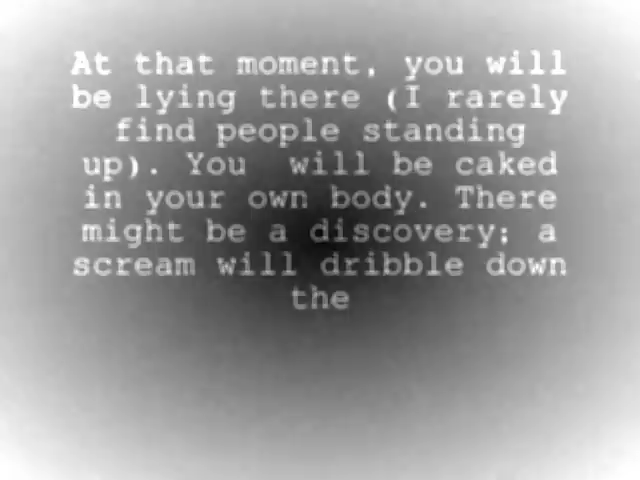 At that moment, you will
be lying there (I rarely
find people standing
up). You  will be caked
in your own body. There
might be a discovery; a
scream will dribble down
the